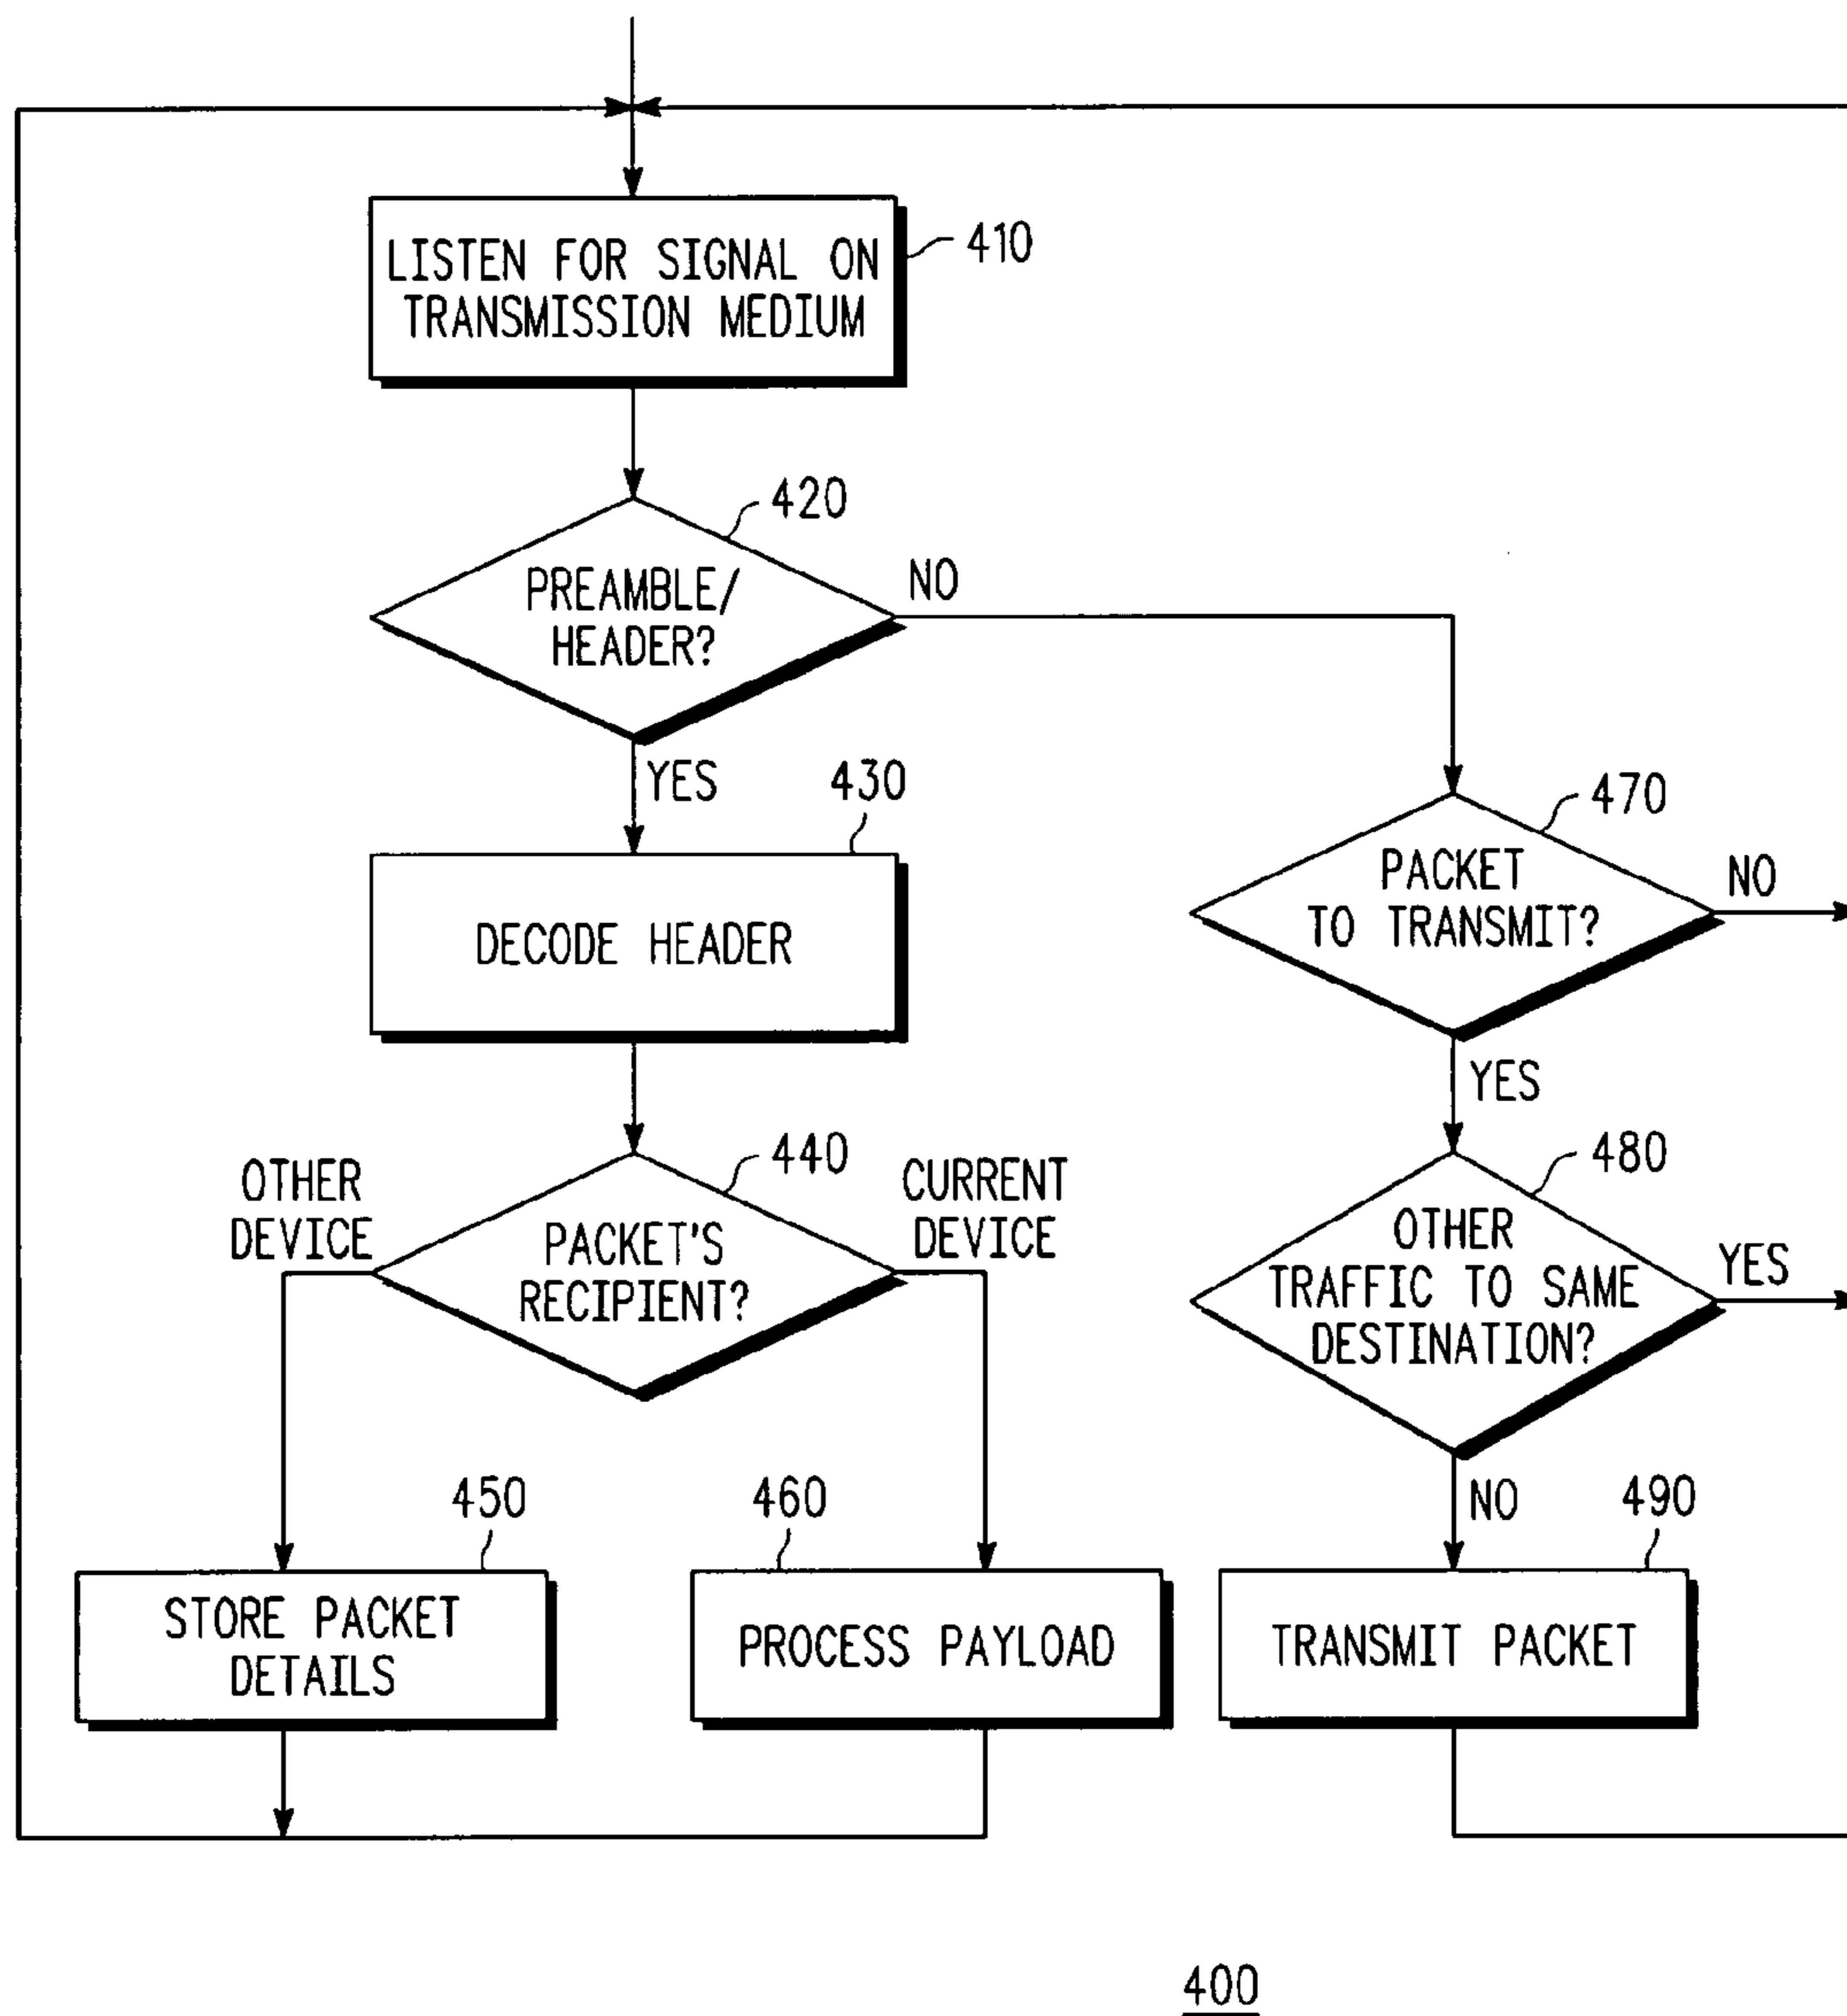 LISTEN FOR SIGNAL ON
TRANSMISSION MEDIUM
410
420
PREAMBLE/
HEADER?
NO
YES
430
DECODE HEADER
440
OTHER
DEVICE
PACKET'S
RECIPIENT?
CURRENT
DEVICE
450
STORE PACKET
DETAILS
460
PROCESS PAYLOAD
470
PACKET
TO TRANSMIT?
NO
YES
480
OTHER
TRAFFIC TO SAME
DESTINATION?
YES
NO
490
TRANSMIT PACKET
400